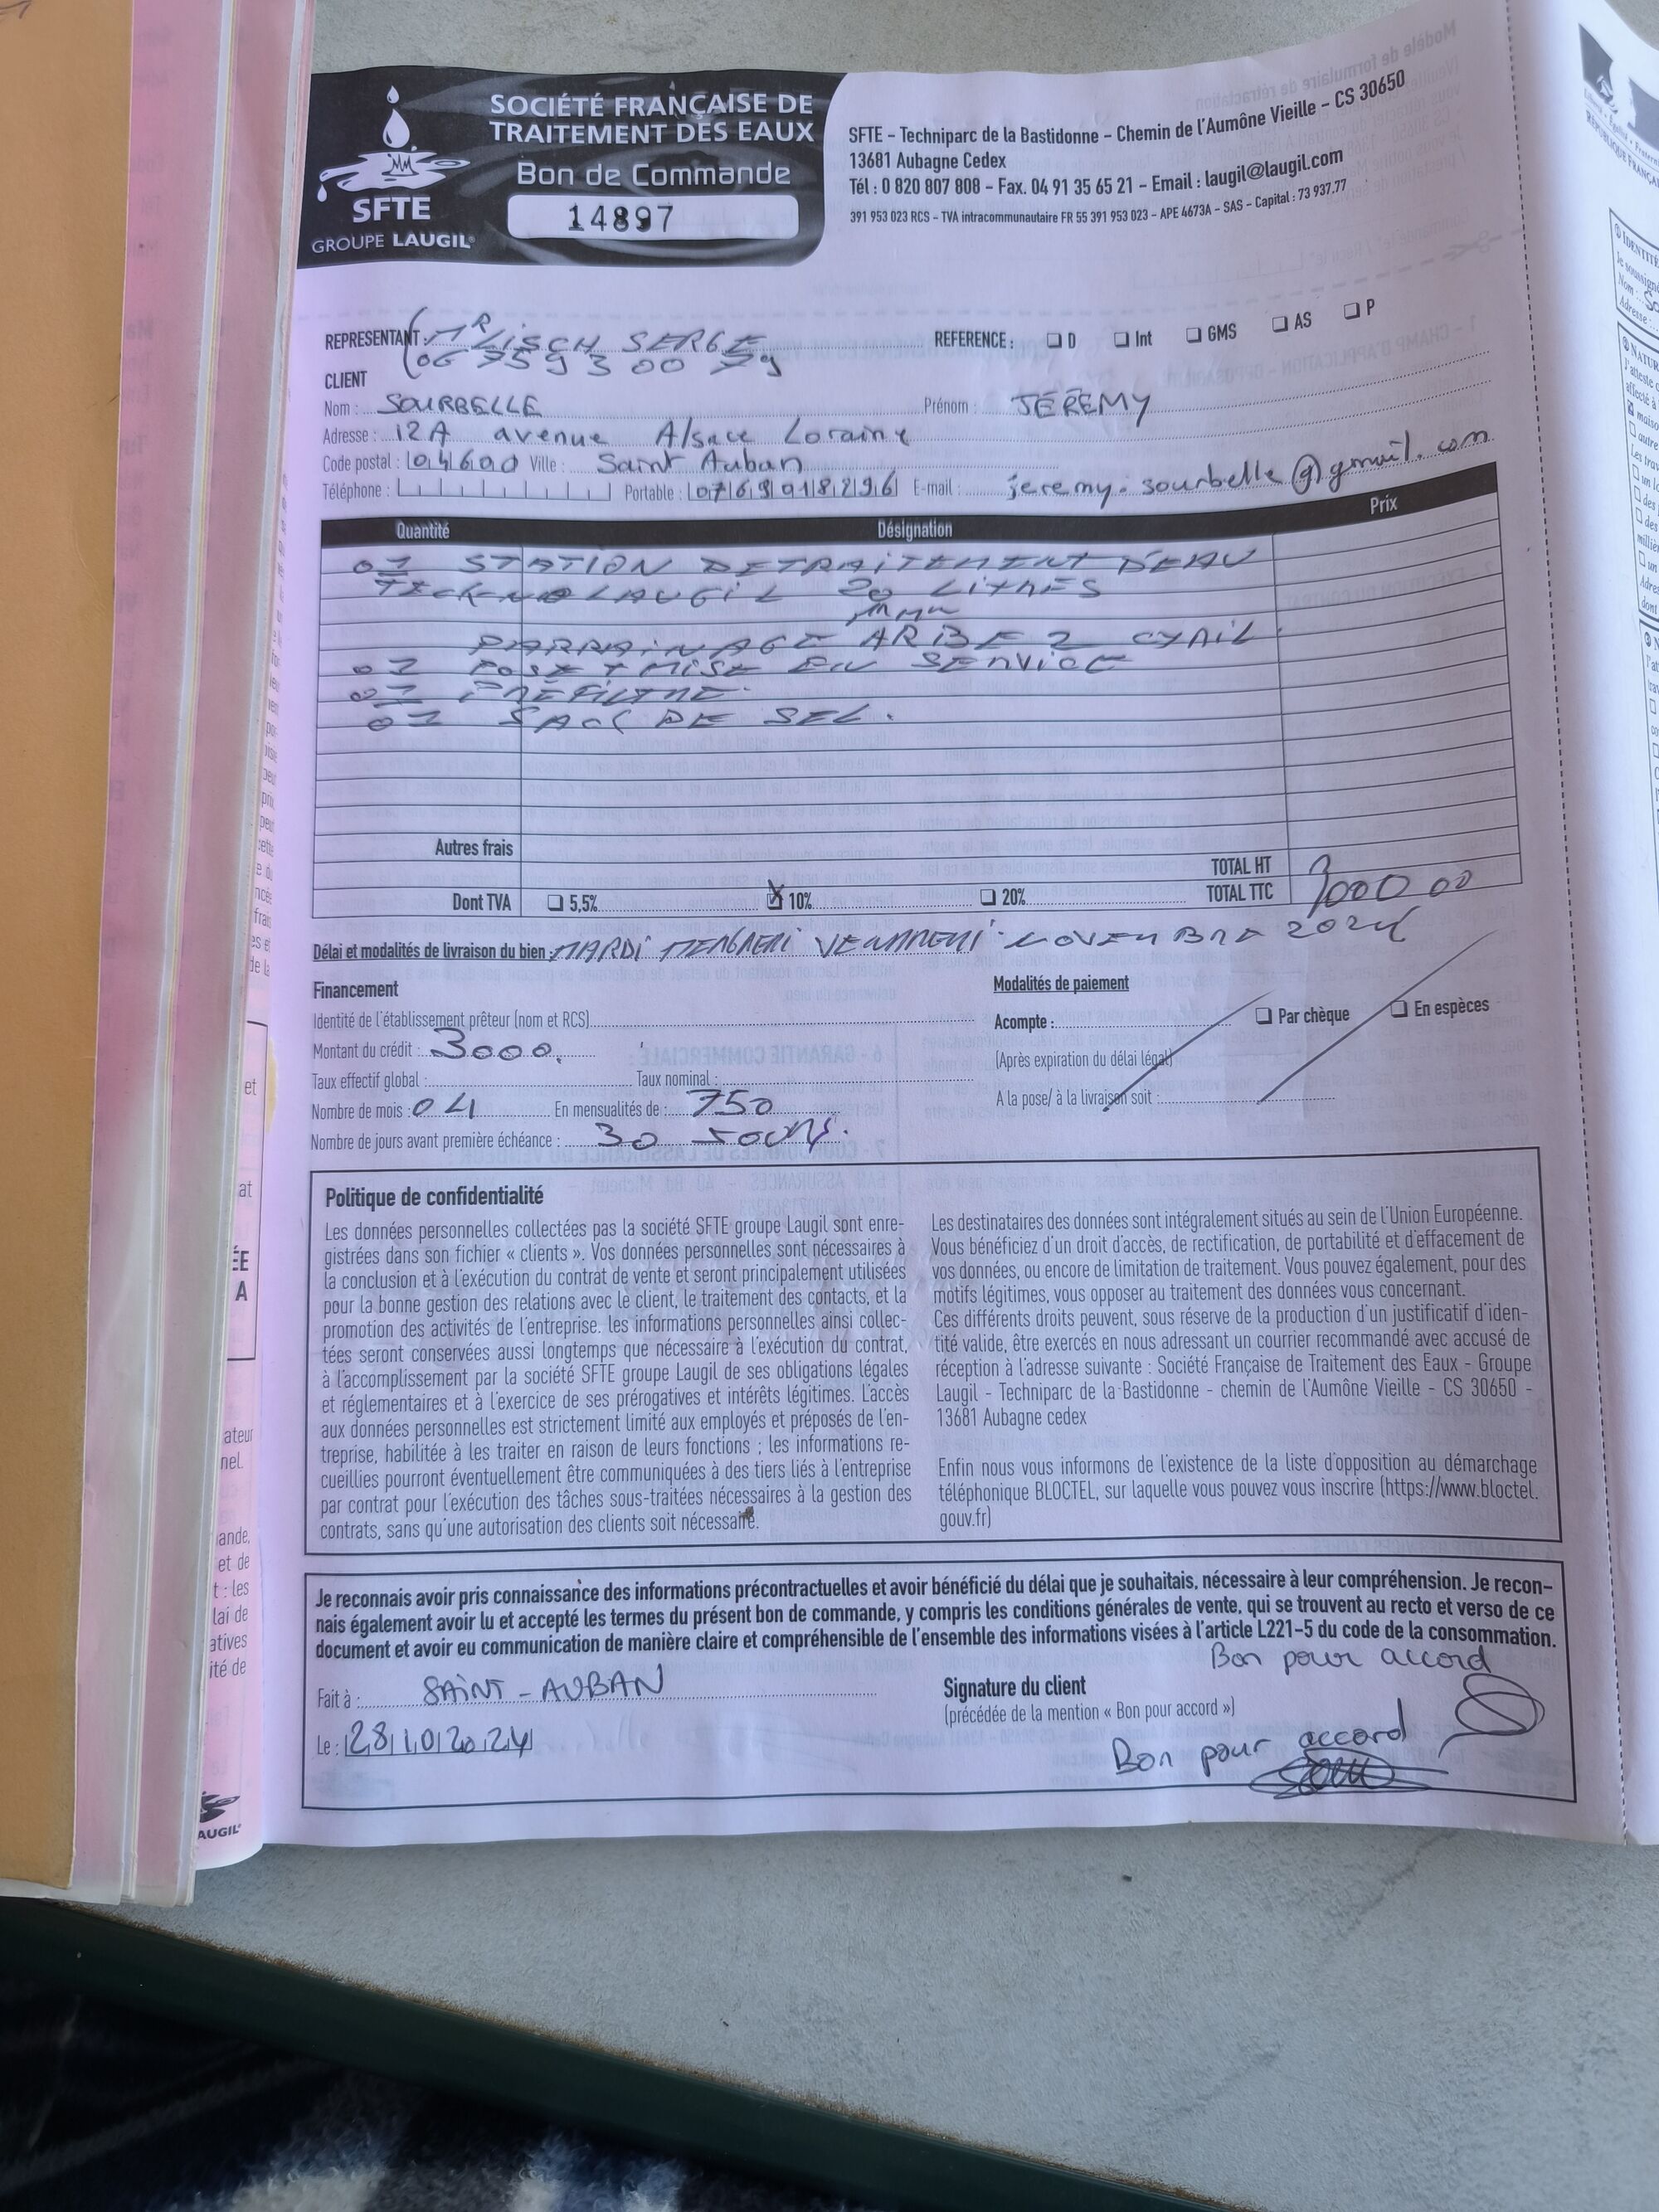 SOCIÉTÉ FRANÇAISE DE
TRAITEMENT DES EAUX
Bon de Commande
14897
SFTE
GROUPE LAUGIL
SFTE – Techniparc de la Bastidonne – Chemin de l'Aumône Vieille – CS 30650
13681 Aubagne Cedex
Tél : 0 820 807 808 – Fax. 04 91 35 65 21 – Email : laugil@laugil.com
391 953 023 RCS – TVA intracommunautaire FR 55 391 953 023 – APE 4673A – SAS – Capital : 73 937.77
REPRESENTANT : MR LISCH SERGE
06 75 93 00 79
REFERENCE : D Int GMS AS P
CLIENT
Nom : SOURBELLE Prénom : JÉRÉMY
Adresse : 12A avenue Alsace Loraine
Code postal : 04600 Ville : Saint Auban
Téléphone : Portable : 0769018296 E-mail : jeremy.sourbelle@gmail.com
Quantité Désignation Prix
01 STATION DE TRAITEMENT D'EAU
LAUGIL 20 LITRES
PARRAINAGE
01 POSE + MISE EN SERVICE
01 PRÉFILTRE
01 SAC DE SEL.
Autres frais
TOTAL HT
Dont TVA 5,5% 10% 20% TOTAL TTC 3000 00
Délai et modalités de livraison du bien : MARDI MERCREDI VENDREDI NOVEMBRE 2024
Financement
Identité de l'établissement prêteur (nom et RCS)
Montant du crédit : 3000.
Taux effectif global : Taux nominal :
Nombre de mois : 04 En mensualités de : 750
Nombre de jours avant première échéance : 30 JOURS.
Modalités de paiement
Acompte : Par chèque En espèces
(Après expiration du délai légal)
A la pose/ à la livraison soit :
Politique de confidentialité
Les données personnelles collectées pas la société SFTE groupe Laugil sont enre-
gistrées dans son fichier « clients ». Vos données personnelles sont nécessaires à
la conclusion et à l'exécution du contrat de vente et seront principalement utilisées
pour la bonne gestion des relations avec le client, le traitement des contacts, et la
promotion des activités de l'entreprise. les informations personnelles ainsi collec-
tées seront conservées aussi longtemps que nécessaire à l'exécution du contrat,
à l'accomplissement par la société SFTE groupe Laugil de ses obligations légales
et réglementaires et à l'exercice de ses prérogatives et intérêts légitimes. L'accès
aux données personnelles est strictement limité aux employés et préposés de l'en-
treprise, habilitée à les traiter en raison de leurs fonctions ; les informations re-
cueillies pourront éventuellement être communiquées à des tiers liés à l'entreprise
par contrat pour l'exécution des tâches sous-traitées nécessaires à la gestion des
contrats, sans qu'une autorisation des clients soit nécessaire.
Les destinataires des données sont intégralement situés au sein de l'Union Européenne.
Vous bénéficiez d'un droit d'accès, de rectification, de portabilité et d'effacement de
vos données, ou encore de limitation de traitement. Vous pouvez également, pour des
motifs légitimes, vous opposer au traitement des données vous concernant.
Ces différents droits peuvent, sous réserve de la production d'un justificatif d'iden-
tité valide, être exercés en nous adressant un courrier recommandé avec accusé de
réception à l'adresse suivante : Société Française de Traitement des Eaux - Groupe
Laugil - Techniparc de la Bastidonne - chemin de l'Aumône Vieille - CS 30650 -
13681 Aubagne cedex
Enfin nous vous informons de l'existence de la liste d'opposition au démarchage
téléphonique BLOCTEL, sur laquelle vous pouvez vous inscrire (https://www.bloctel.
gouv.fr)
Je reconnais avoir pris connaissance des informations précontractuelles et avoir bénéficié du délai que je souhaitais, nécessaire à leur compréhension. Je recon-
nais également avoir lu et accepté les termes du présent bon de commande, y compris les conditions générales de vente, qui se trouvent au recto et verso de ce
document et avoir eu communication de manière claire et compréhensible de l'ensemble des informations visées à l'article L221-5 du code de la consommation.
Bon pour accord
Fait à : SAINT-AUBAN
Signature du client
(précédée de la mention « Bon pour accord »)
Le : 28102024
Bon pour accord